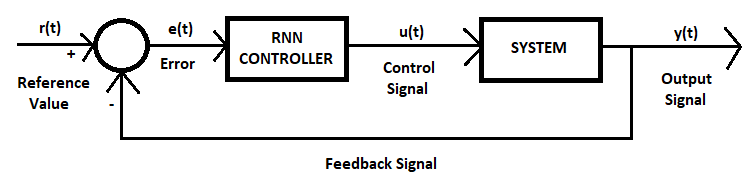 r(t)
+
Reference
Value
-
e(t)
Error
RNN
CONTROLLER
u(t)
Control
Signal
SYSTEM
y(t)
Output
Signal
Feedback Signal